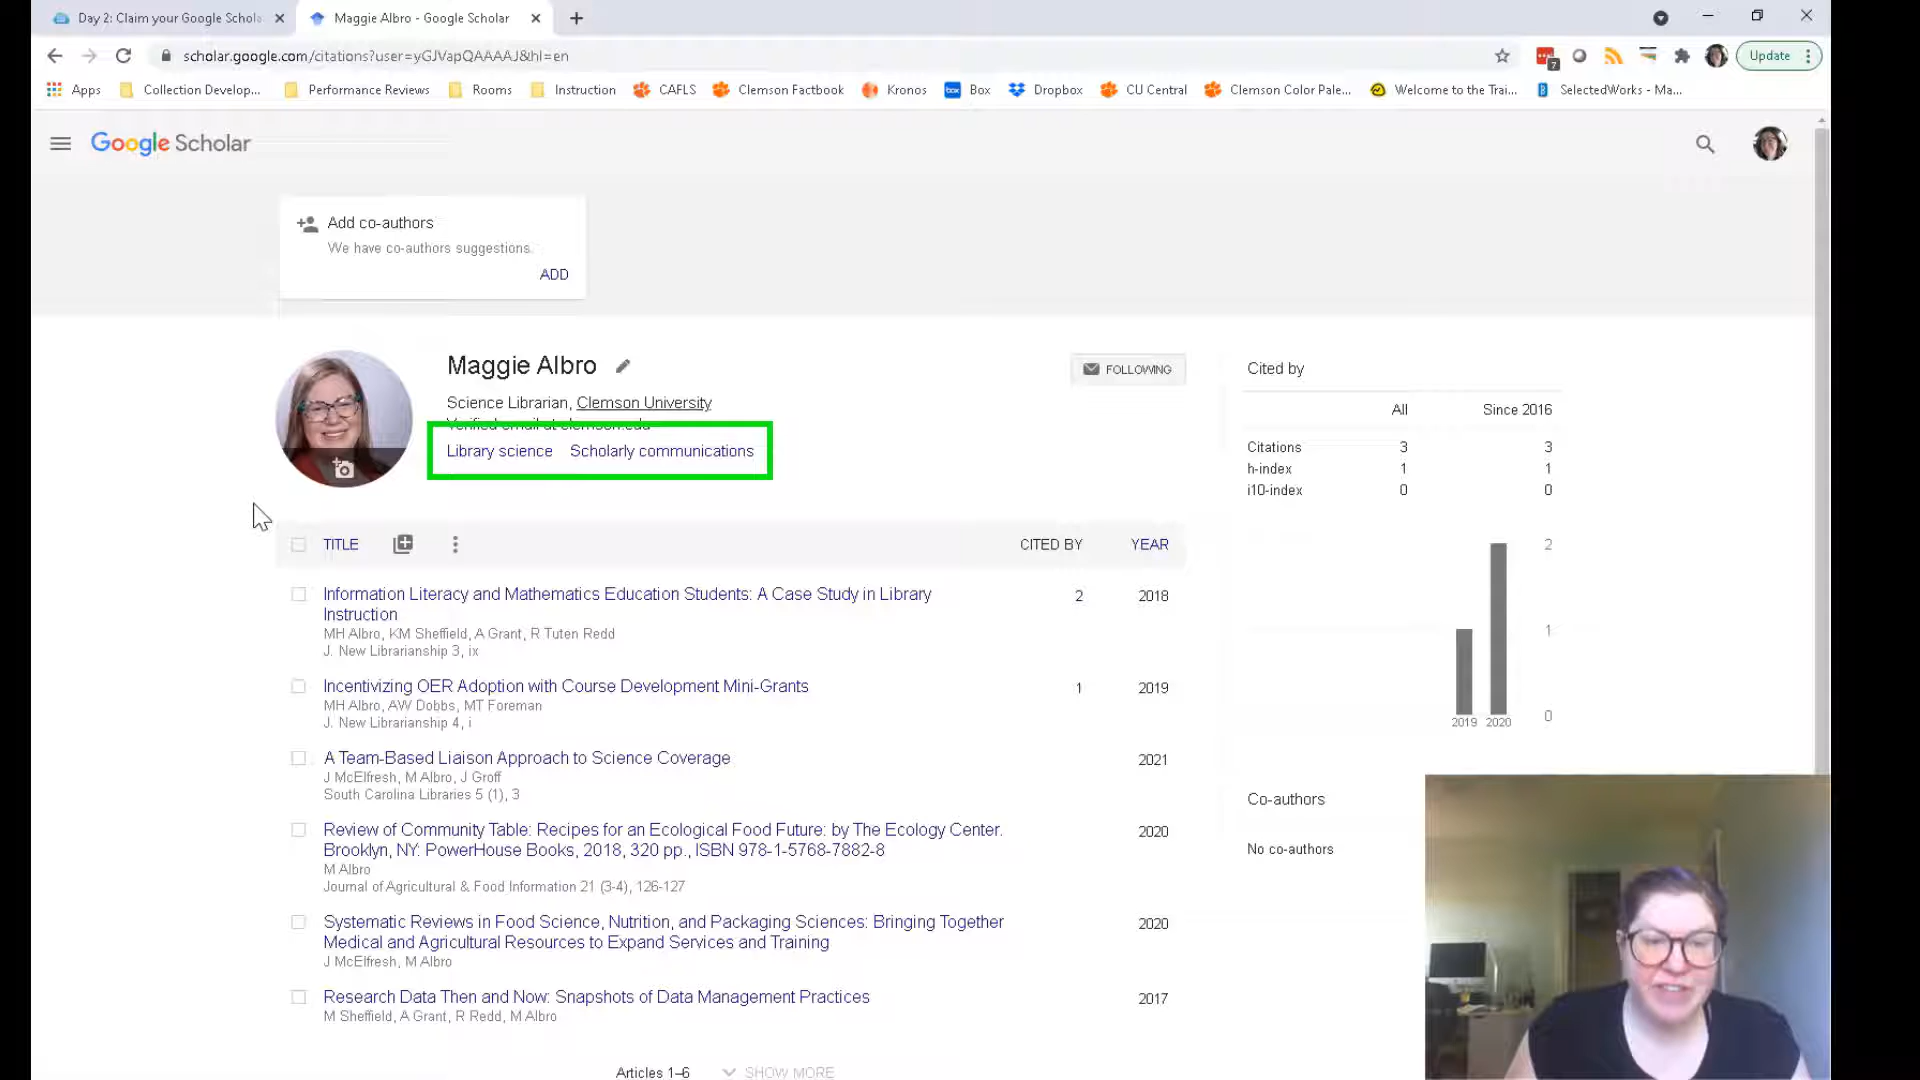 Day 2: Claim your Google Schola
Maggie Albro - Google Scholar
scholar.google.com/citations?user=yGJVapQAAAAJ&hl=en
Update
7
Apps
Collection Develop...
Performance Reviews
Rooms
Instruction
CAFLS
Clemson Factbook
Kronos
box
Box
Dropbox
CU Central
Clemson Color Pale...
Welcome to the Trai...
SelectedWorks - Ma...
Google Scholar
Add co-authors
We have co-authors suggestions.
ADD
Maggie Albro
FOLLOWING
Science Librarian, Clemson University
Verified email at clemson.edu
Library science Scholarly communications
Cited by
All Since 2016
Citations 3 3
h-index 1 1
i10-index 0 0
2
1
0
2019 2020
Co-authors
No co-authors
TITLE CITED BY YEAR
Information Literacy and Mathematics Education Students: A Case Study in Library 2 2018
Instruction
MH Albro, KM Sheffield, A Grant, R Tuten Redd
J. New Librarianship 3, ix
Incentivizing OER Adoption with Course Development Mini-Grants 1 2019
MH Albro, AW Dobbs, MT Foreman
J. New Librarianship 4, i
A Team-Based Liaison Approach to Science Coverage 2021
J McElfresh, M Albro, J Groff
South Carolina Libraries 5 (1), 3
Review of Community Table: Recipes for an Ecological Food Future: by The Ecology Center. 2020
Brooklyn, NY: PowerHouse Books, 2018, 320 pp., ISBN 978-1-5768-7882-8
M Albro
Journal of Agricultural & Food Information 21 (3-4), 126-127
Systematic Reviews in Food Science, Nutrition, and Packaging Sciences: Bringing Together 2020
Medical and Agricultural Resources to Expand Services and Training
J McElfresh, M Albro
Research Data Then and Now: Snapshots of Data Management Practices 2017
M Sheffield, A Grant, R Redd, M Albro
Articles 1–6 SHOW MORE